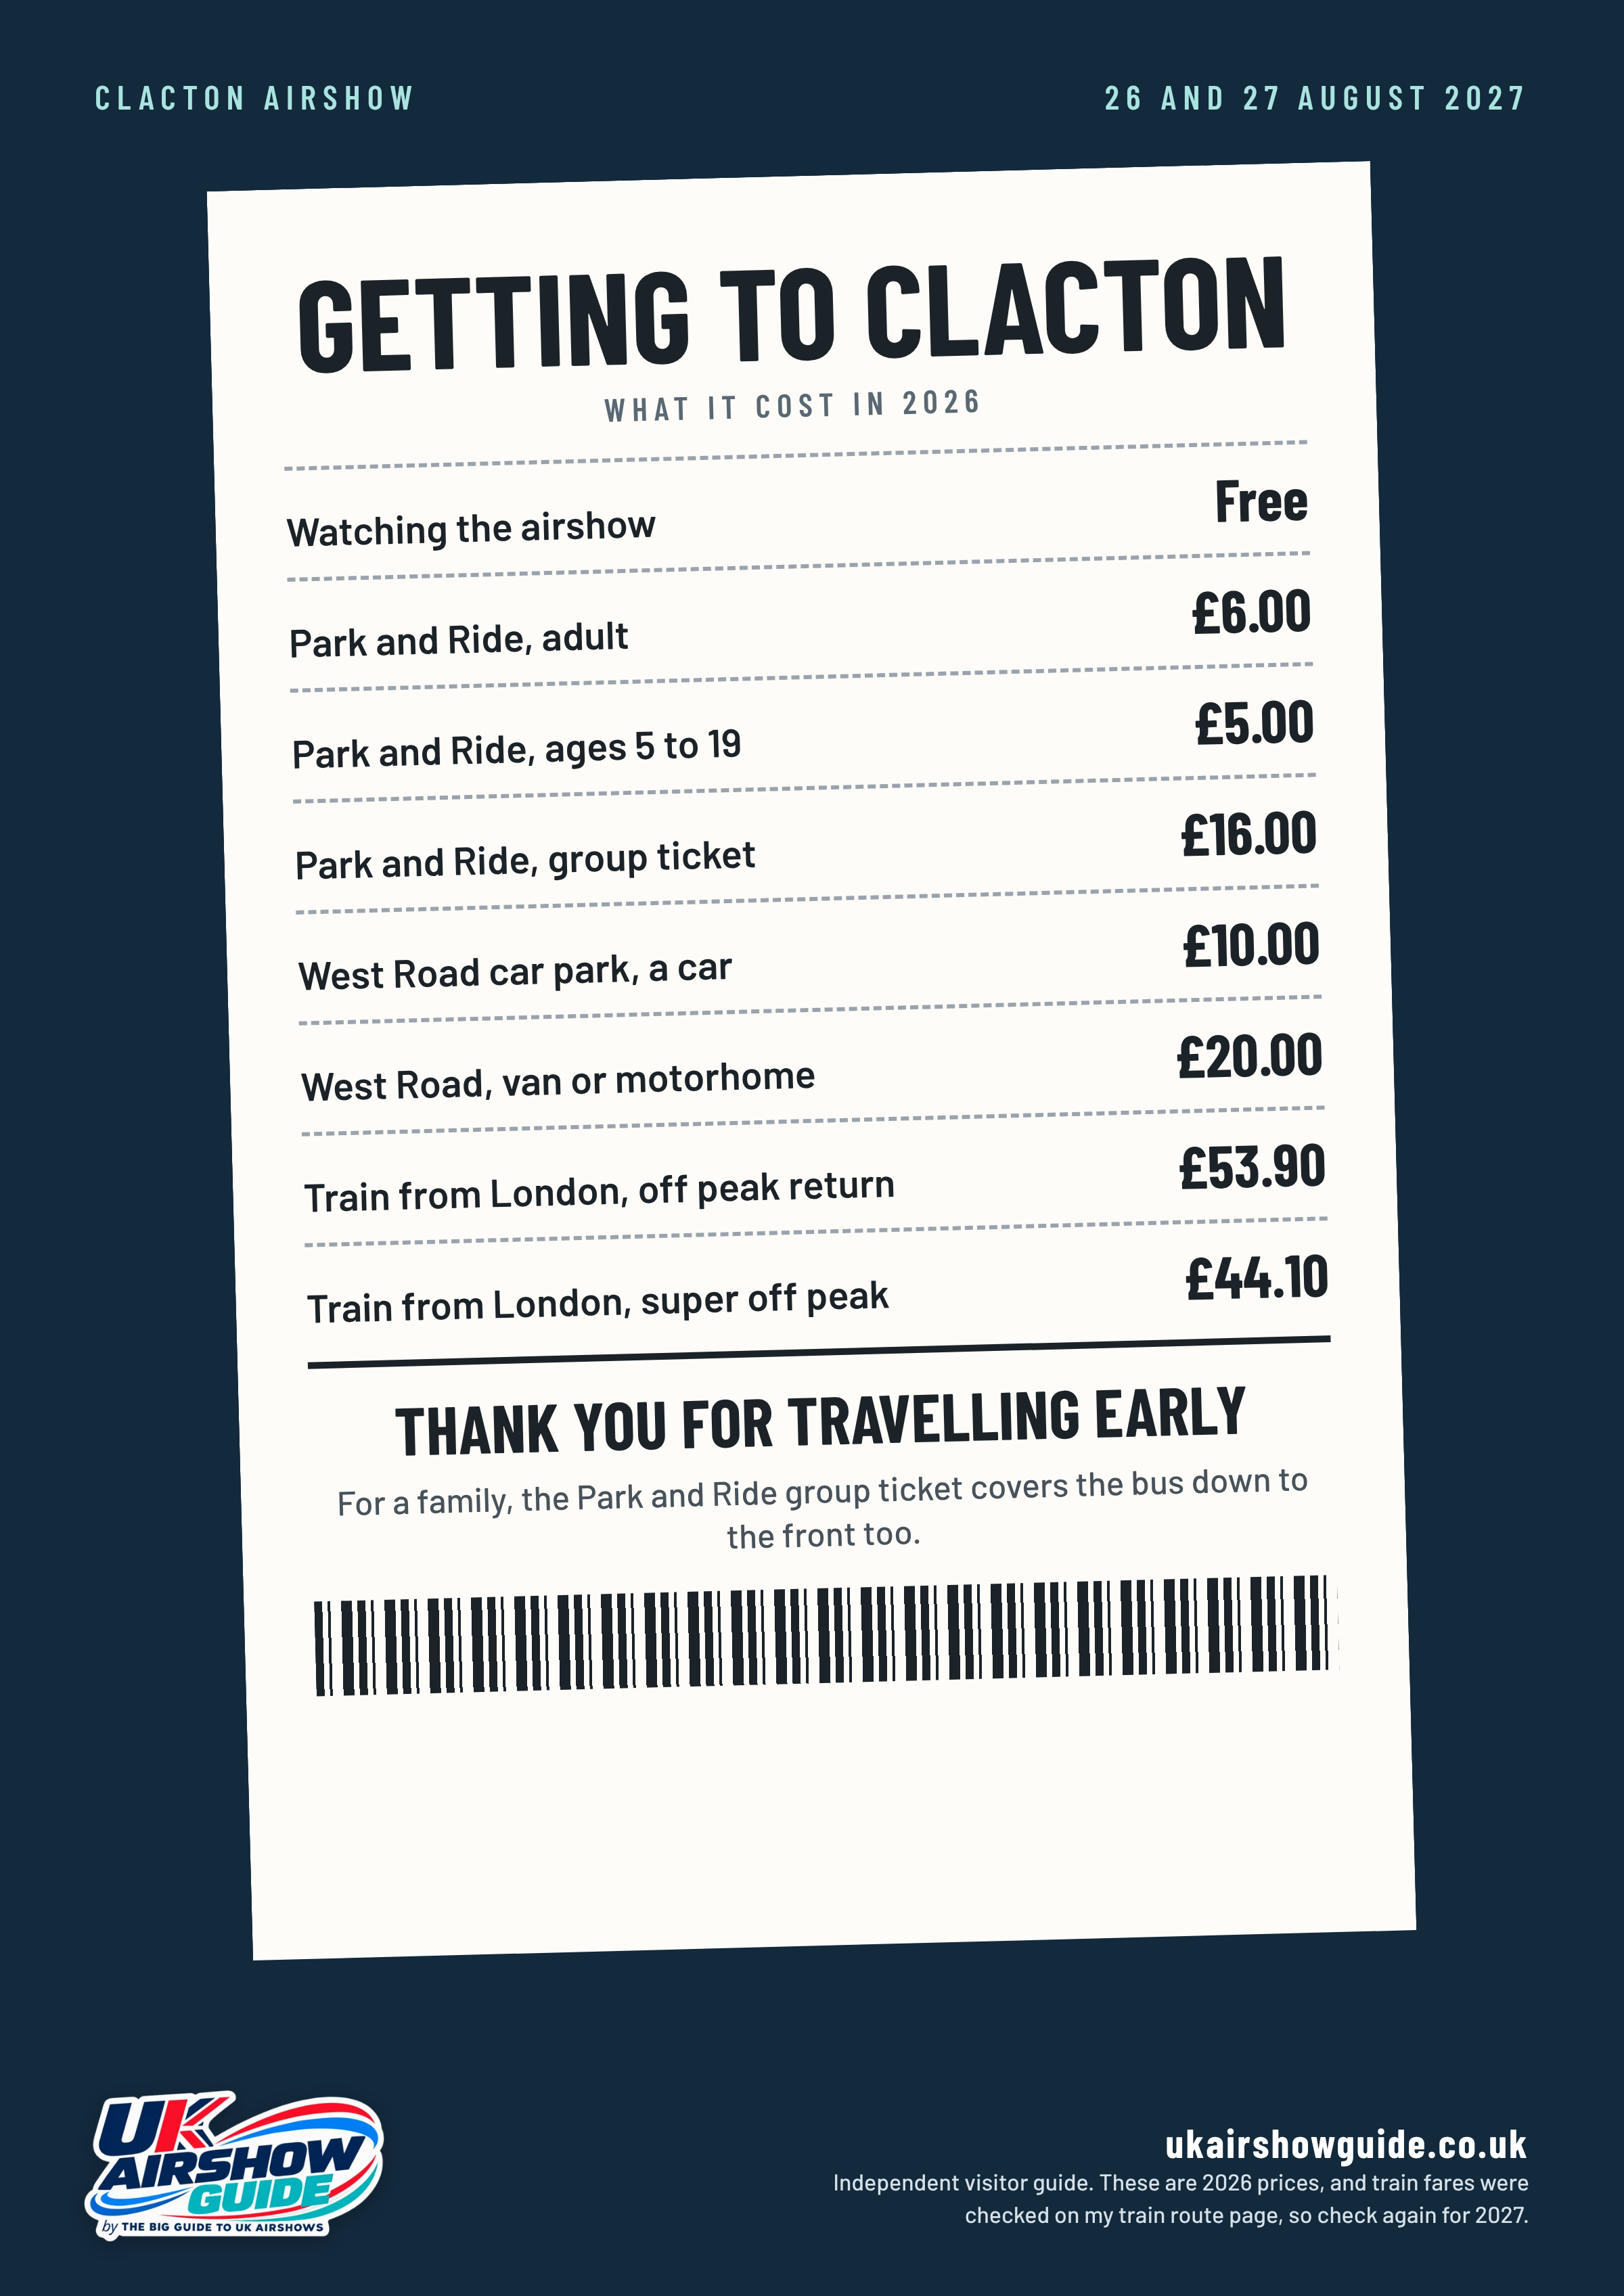 CLACTON AIRSHOW
26 AND 27 AUGUST 2027
GETTING TO CLACTON
WHAT IT COST IN 2026
Watching the airshow Free
Park and Ride, adult £6.00
Park and Ride, ages 5 to 19 £5.00
Park and Ride, group ticket £16.00
West Road car park, a car £10.00
West Road, van or motorhome £20.00
Train from London, off peak return £53.90
Train from London, super off peak £44.10
THANK YOU FOR TRAVELLING EARLY
For a family, the Park and Ride group ticket covers the bus down to
the front too.
UK
AIRSHOW
GUIDE
by THE BIG GUIDE TO UK AIRSHOWS
ukairshowguide.co.uk
Independent visitor guide. These are 2026 prices, and train fares were
checked on my train route page, so check again for 2027.